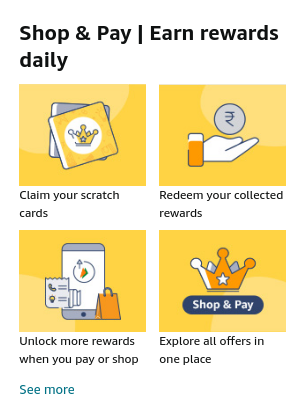 Shop & Pay | Earn rewards
daily
₹
Claim your scratch
cards
Redeem your collected
rewards
Shop & Pay
Unlock more rewards
when you pay or shop
Explore all offers in
one place
See more